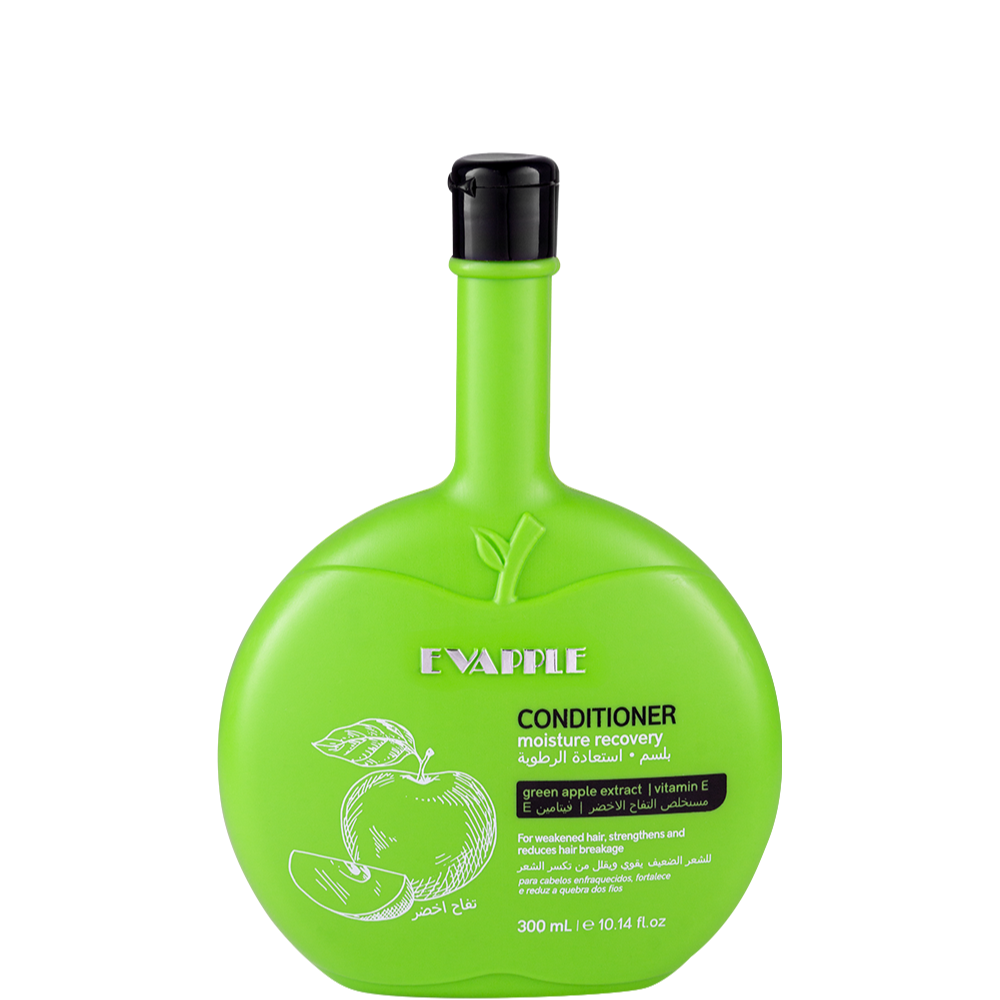 EVAPPLE
CONDITIONER
moisture recovery
بلسم • استعادة الرطوبة
green apple extract | vitamin E
مستخلص التفاح الاخضر | فيتامين E
For weakened hair, strengthens and
reduces hair breakage
للشعر الضعيف يقوي ويقلل من تكسر الشعر
para cabelos enfraquecidos, fortalece
e reduz a quebra dos fios
تفاح اخضر
300 mL | ℮ 10.14 fl.oz